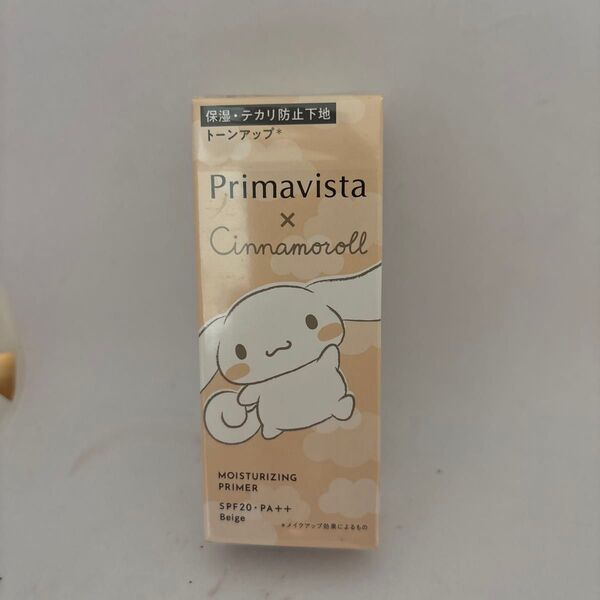 保湿・テカリ防止下地
トーンアップ*
Primavista
×
Cinnamoroll
MOISTURIZING
PRIMER
SPF20・PA++
Beige
*メイクアップ効果によるもの